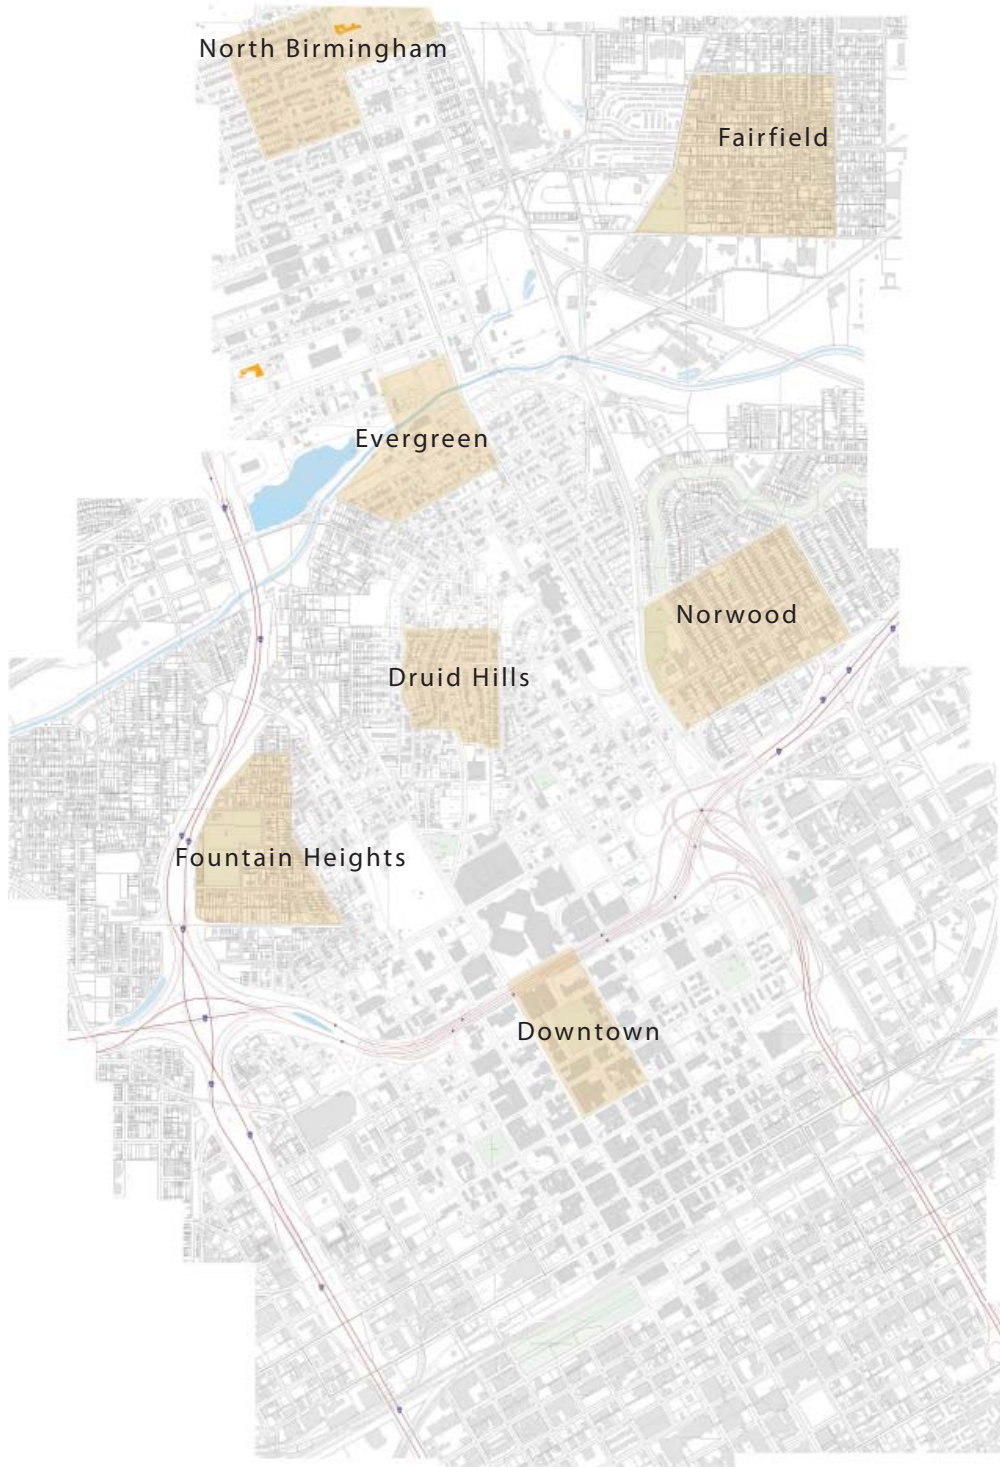 North Birmingham
Fairfield
Evergreen
Norwood
Druid Hills
Fountain Heights
Downtown